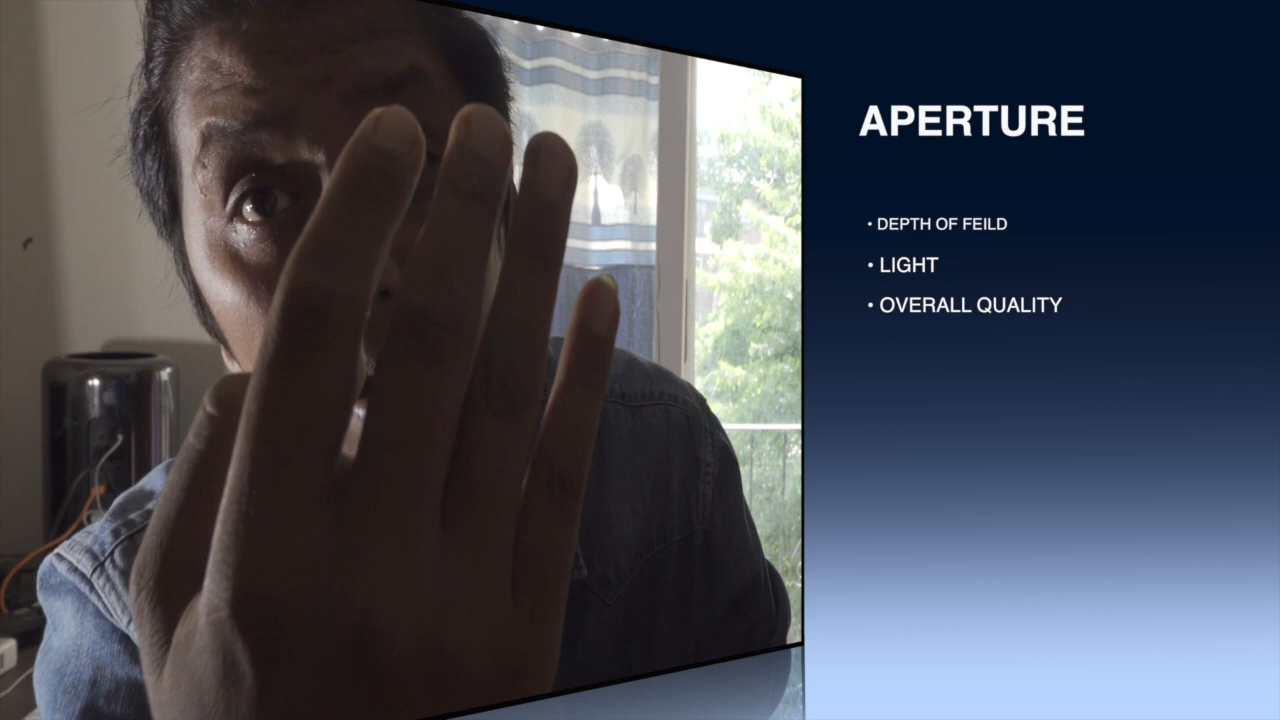 APERTURE
• DEPTH OF FEILD
• LIGHT
• OVERALL QUALITY